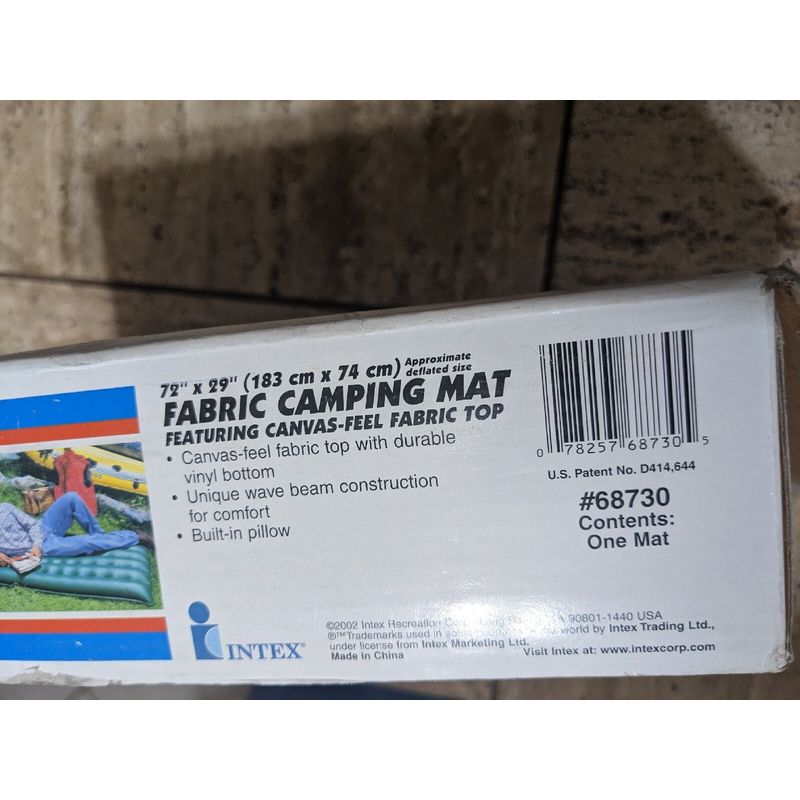 72" x 29" (183 cm x 74 cm) Approximate deflated size
FABRIC CAMPING MAT
FEATURING CANVAS-FEEL FABRIC TOP
• Canvas-feel fabric top with durable
vinyl bottom
• Unique wave beam construction
for comfort
• Built-in pillow
0 78257 68730 5
U.S. Patent No. D414,644
#68730
Contents:
One Mat
INTEX®
©2002 Intex Recreation 90801-1440 USA
®™Trademarks used in world by Intex Trading Ltd.,
under license from Intex Marketing Ltd.
Made in China
Visit Intex at: www.intexcorp.com